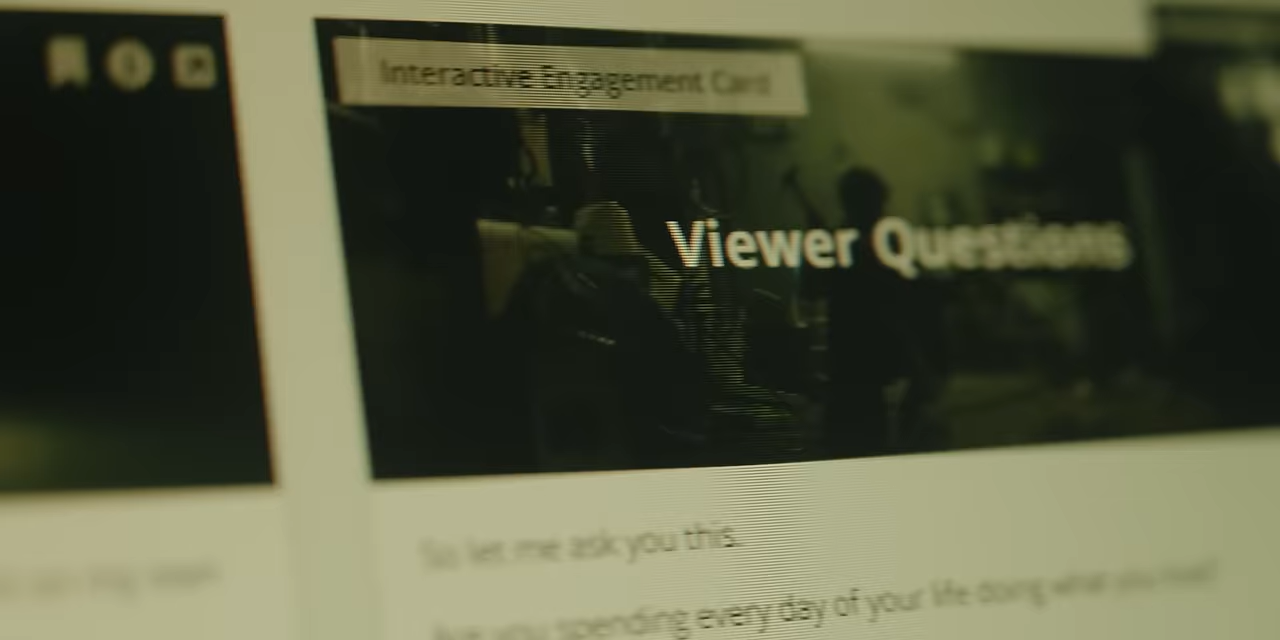 Interactive Engagement Card
Viewer Questions
So let me ask you this.
Are you spending every day of your life doing what you love?